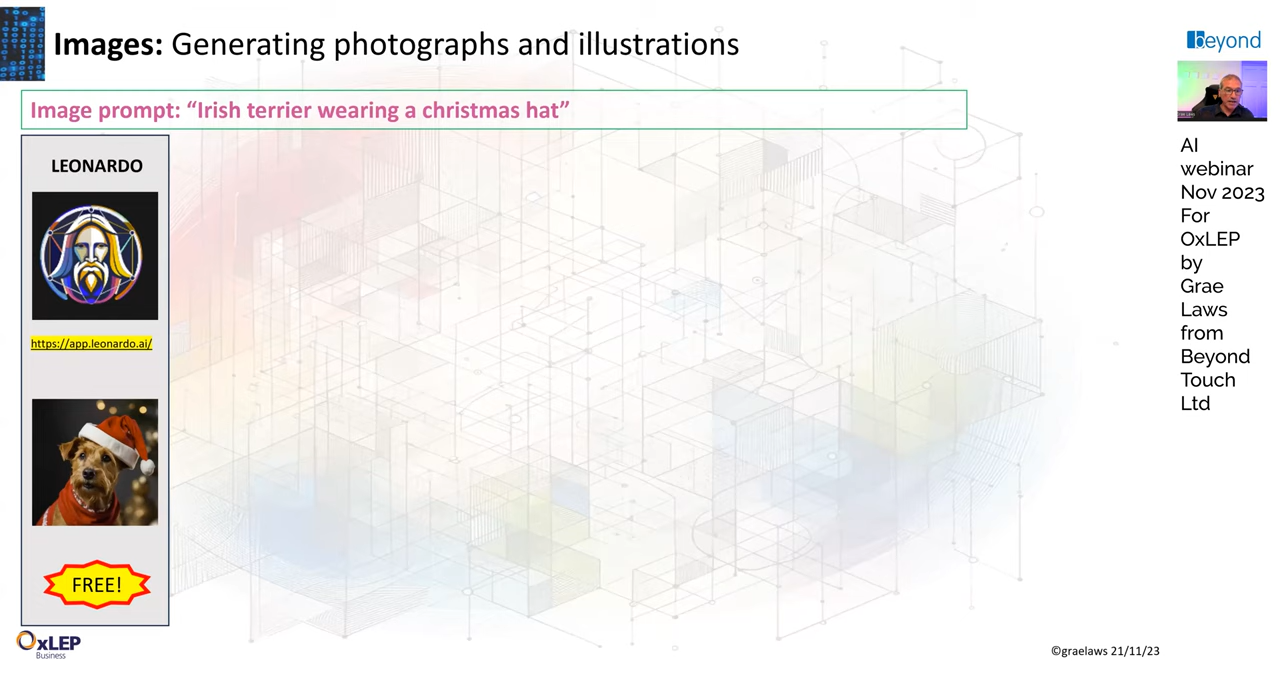 Images: Generating photographs and illustrations
beyond
Image prompt: “Irish terrier wearing a christmas hat”
LEONARDO
https://app.leonardo.ai/
FREE!
OxLEP
Business
AI
webinar
Nov 2023
For
OxLEP
by
Grae
Laws
from
Beyond
Touch
Ltd
©graelaws 21/11/23